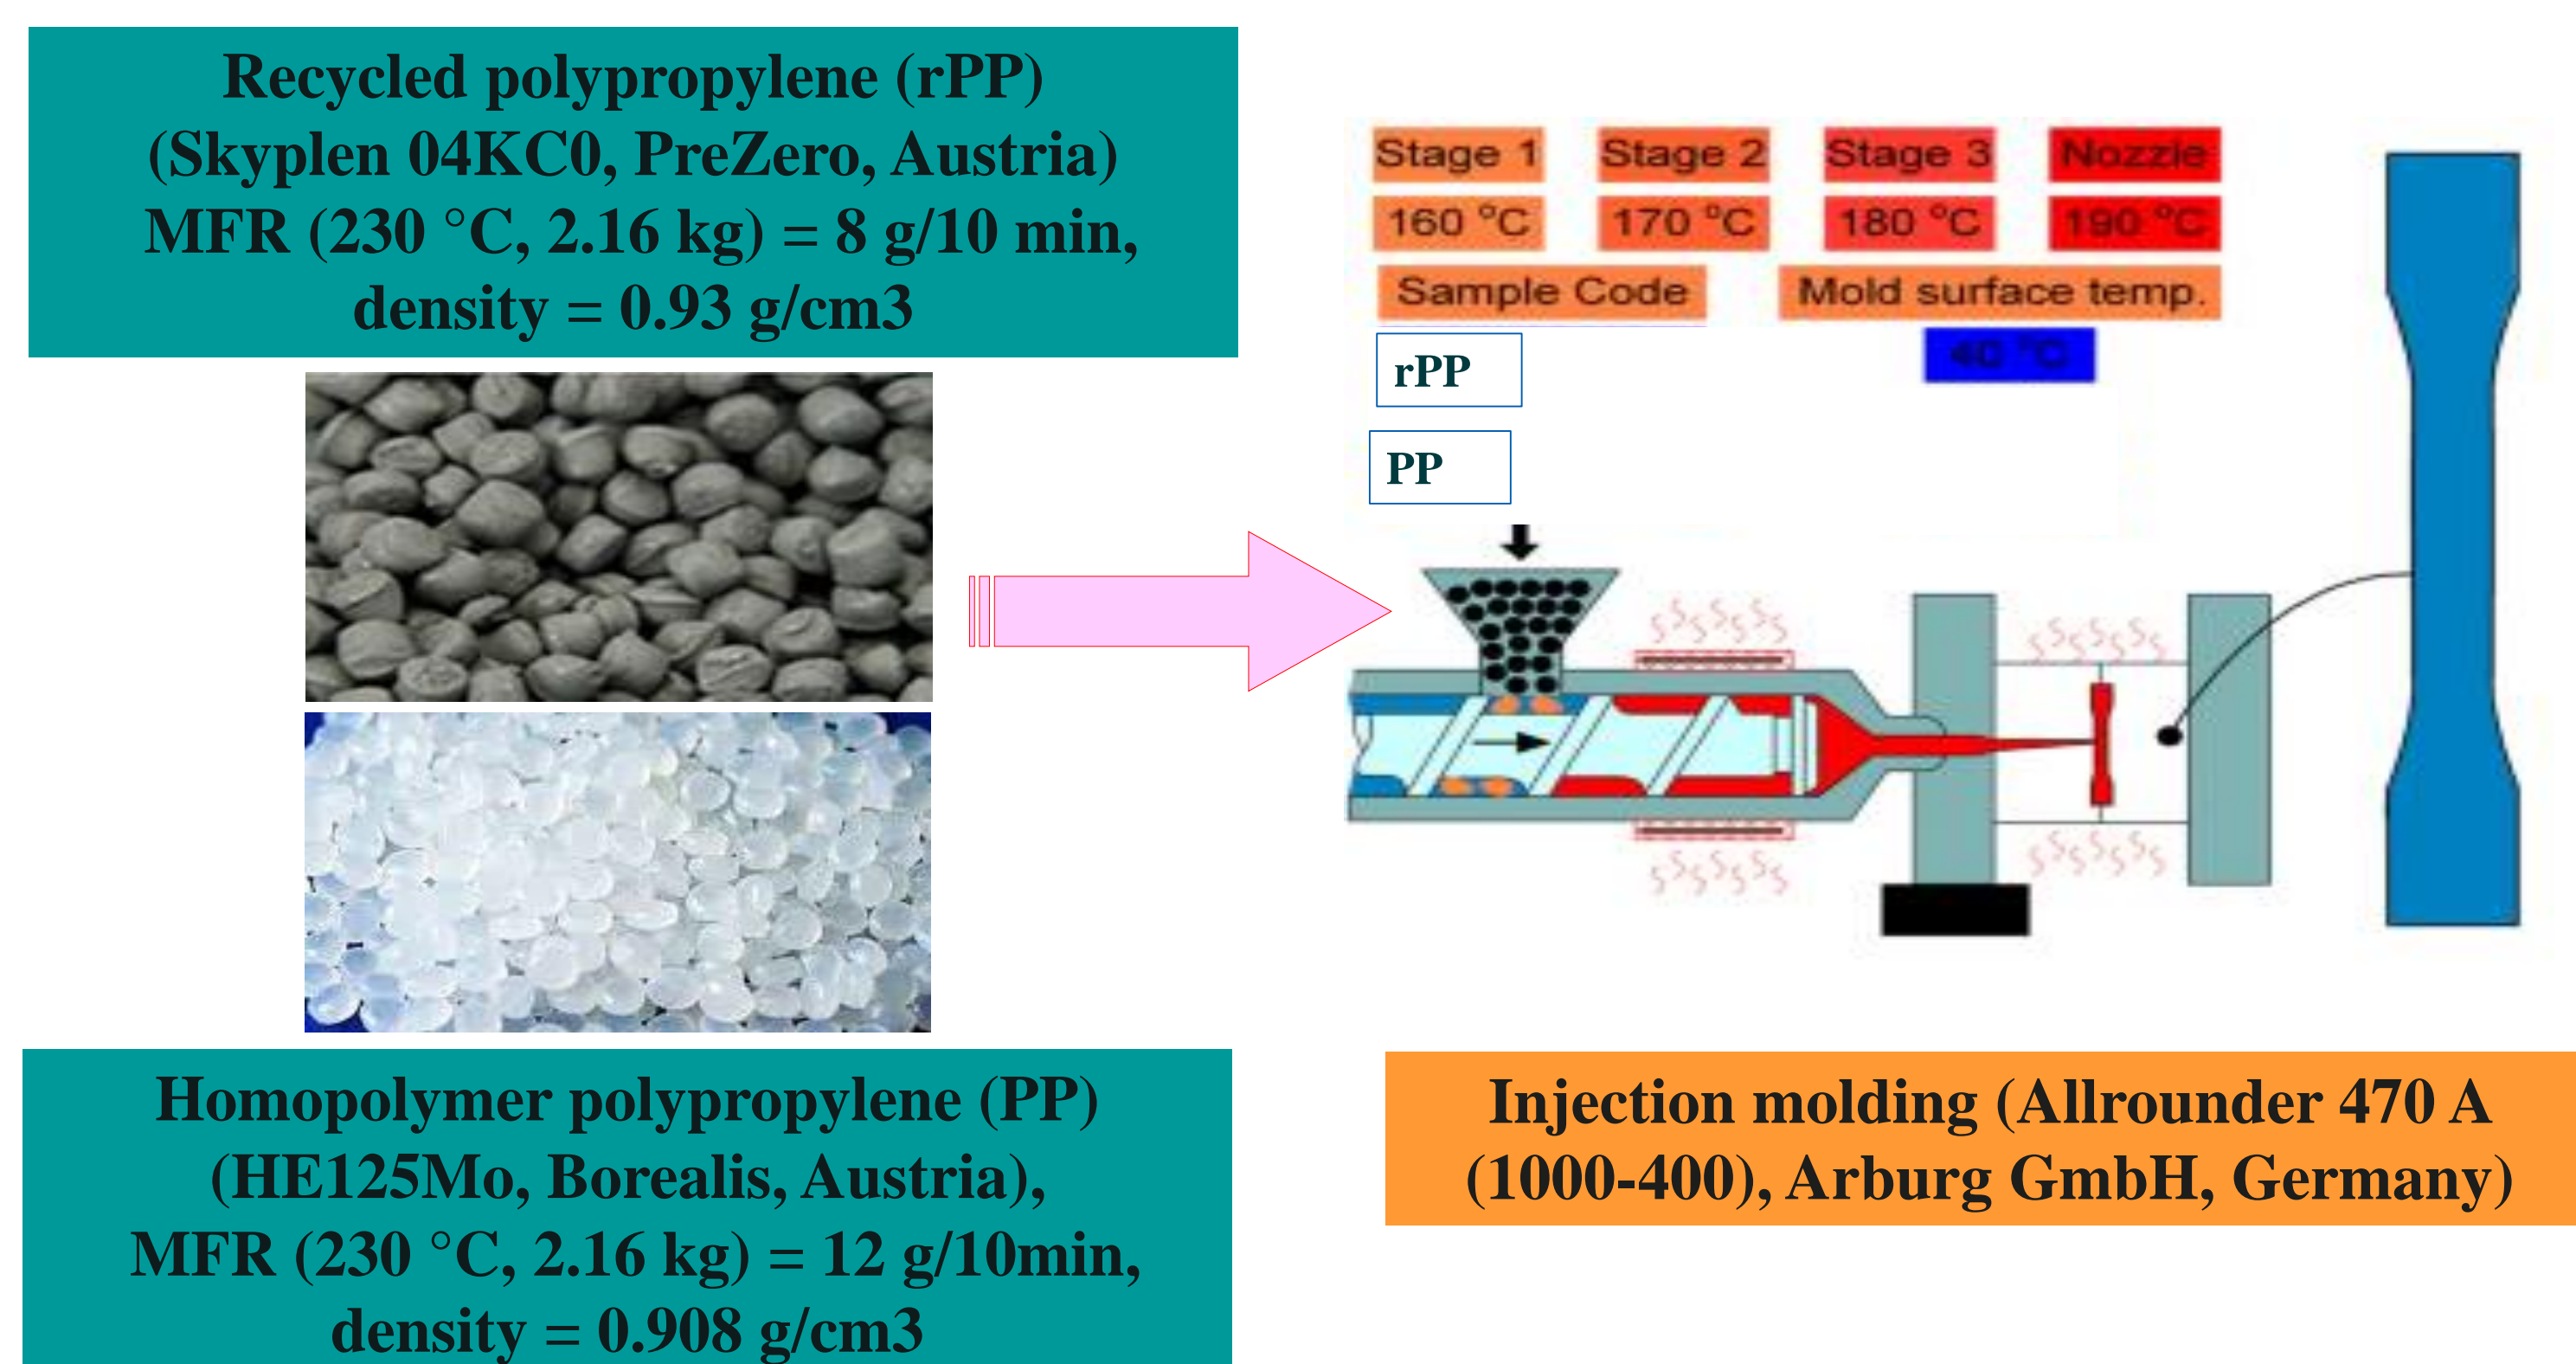 Recycled polypropylene (rPP)
(Skyplen 04KC0, PreZero, Austria)
MFR (230 °C, 2.16 kg) = 8 g/10 min,
density = 0.93 g/cm3
Stage 1 Stage 2 Stage 3 Nozzle
160 °C 170 °C 180 °C 190 °C
Sample Code Mold surface temp.
rPP 40 °C
PP
Homopolymer polypropylene (PP)
(HE125Mo, Borealis, Austria),
MFR (230 °C, 2.16 kg) = 12 g/10min,
density = 0.908 g/cm3
Injection molding (Allrounder 470 A
(1000-400), Arburg GmbH, Germany)